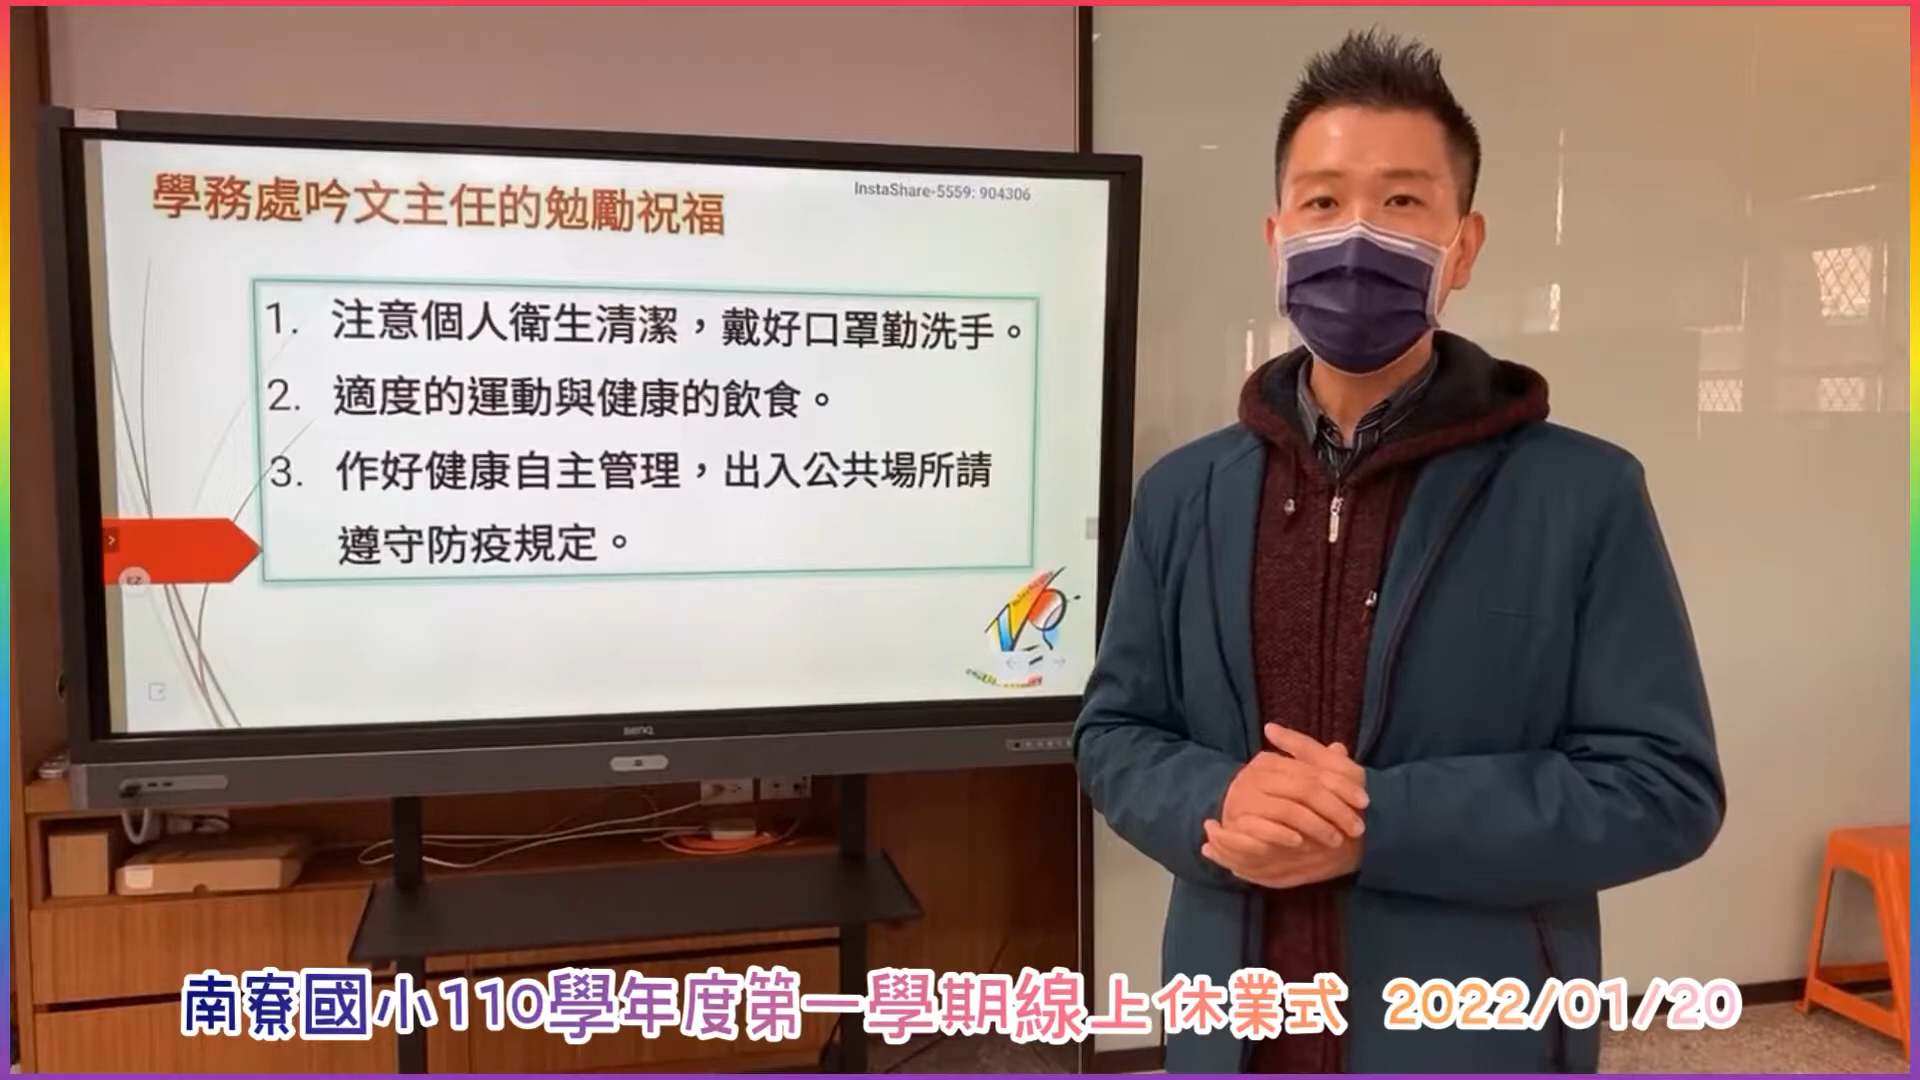 學務處吟文主任的勉勵祝福
InstaShare-5559: 904306
1. 注意個人衛生清潔，戴好口罩勤洗手。
2. 適度的運動與健康的飲食。
3. 作好健康自主管理，出入公共場所請
遵守防疫規定。
BenQ
南寮國小110學年度第一學期線上休業式 2022/01/20